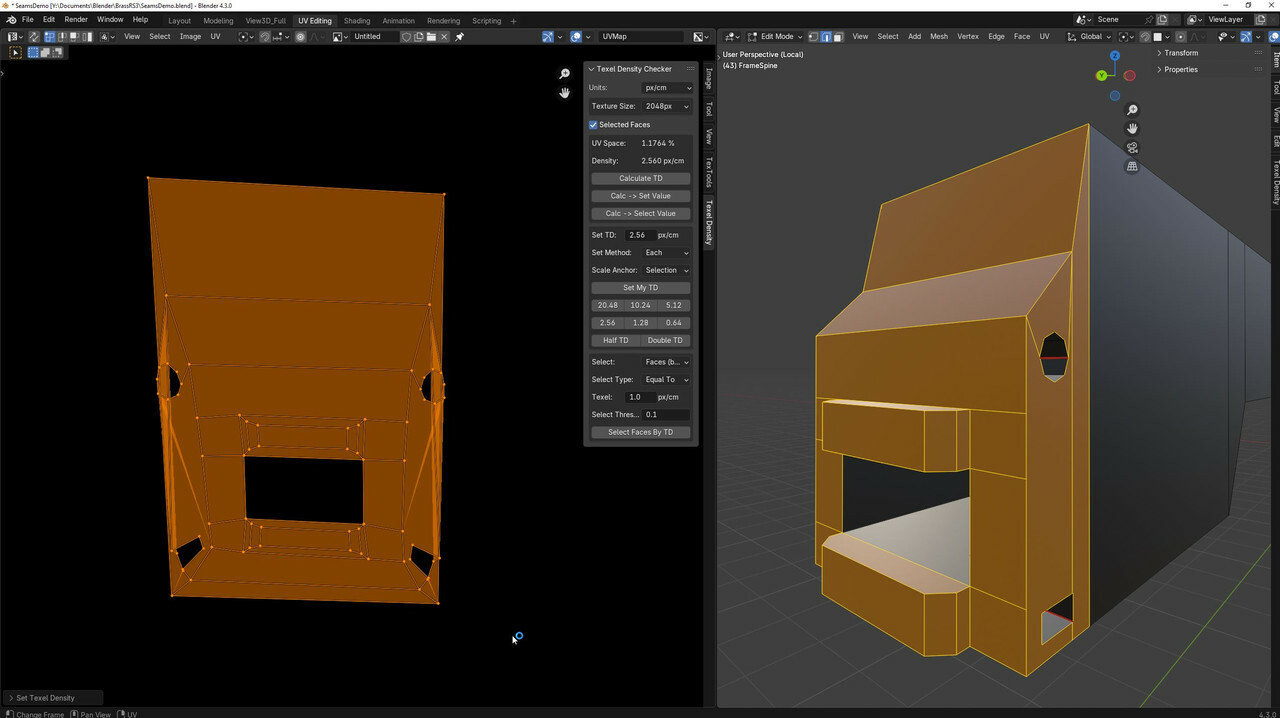 * SeamsDemo [Y:\Documents\Blender\BrassRS3\SeamsDemo.blend] - Blender 4.3.0
File Edit Render Window Help Layout Modeling View3D_Full UV Editing Shading Animation Rendering Scripting + Scene ViewLayer
View Select Image UV Untitled UVMap Edit Mode View Select Add Mesh Vertex Edge Face UV Global
User Perspective (Local)
(43) FrameSpine
Transform
Properties
Z
Y
Item
Tool
View
Edit
Texel Density
Image
Tool
View
TexTools
Texel Density
Texel Density Checker
Units: px/cm
Texture Size: 2048px
Selected Faces
UV Space: 1.1764 %
Density: 2.560 px/cm
Calculate TD
Calc -> Set Value
Calc -> Select Value
Set TD: 2.56 px/cm
Set Method: Each
Scale Anchor: Selection
Set My TD
20.48 10.24 5.12
2.56 1.28 0.64
Half TD Double TD
Select: Faces (b...
Select Type: Equal To
Texel: 1.0 px/cm
Select Thres... 0.1
Select Faces By TD
Set Texel Density
Change Frame Pan View UV 4.3.0